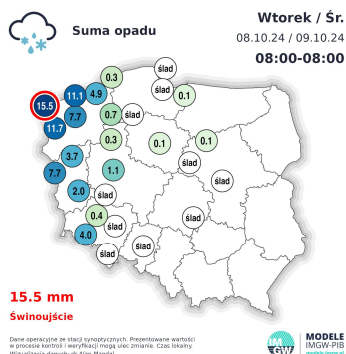 Wtorek / Śr.
Suma opadu
08.10.24 / 09.10.24
08:00-08:00
ślad
0.3
ślad
11.1 4.9 0.1
15.5
7.7 0.7 ślad
11.7
0.3 0.1 0.1
3.7
ślad
7.7 1.1
ślad
2.0 ślad
0.4 ślad
ślad
4.0
ślad
ślad
15.5 mm
Świnoujście
Dane operacyjne ze stacji synoptycznych. Prezentowane wartości
w procesie kontroli i weryfikacji mogą ulec zmianie. Czas lokalny.
IM
GW
MODELE
IMGW-PIB